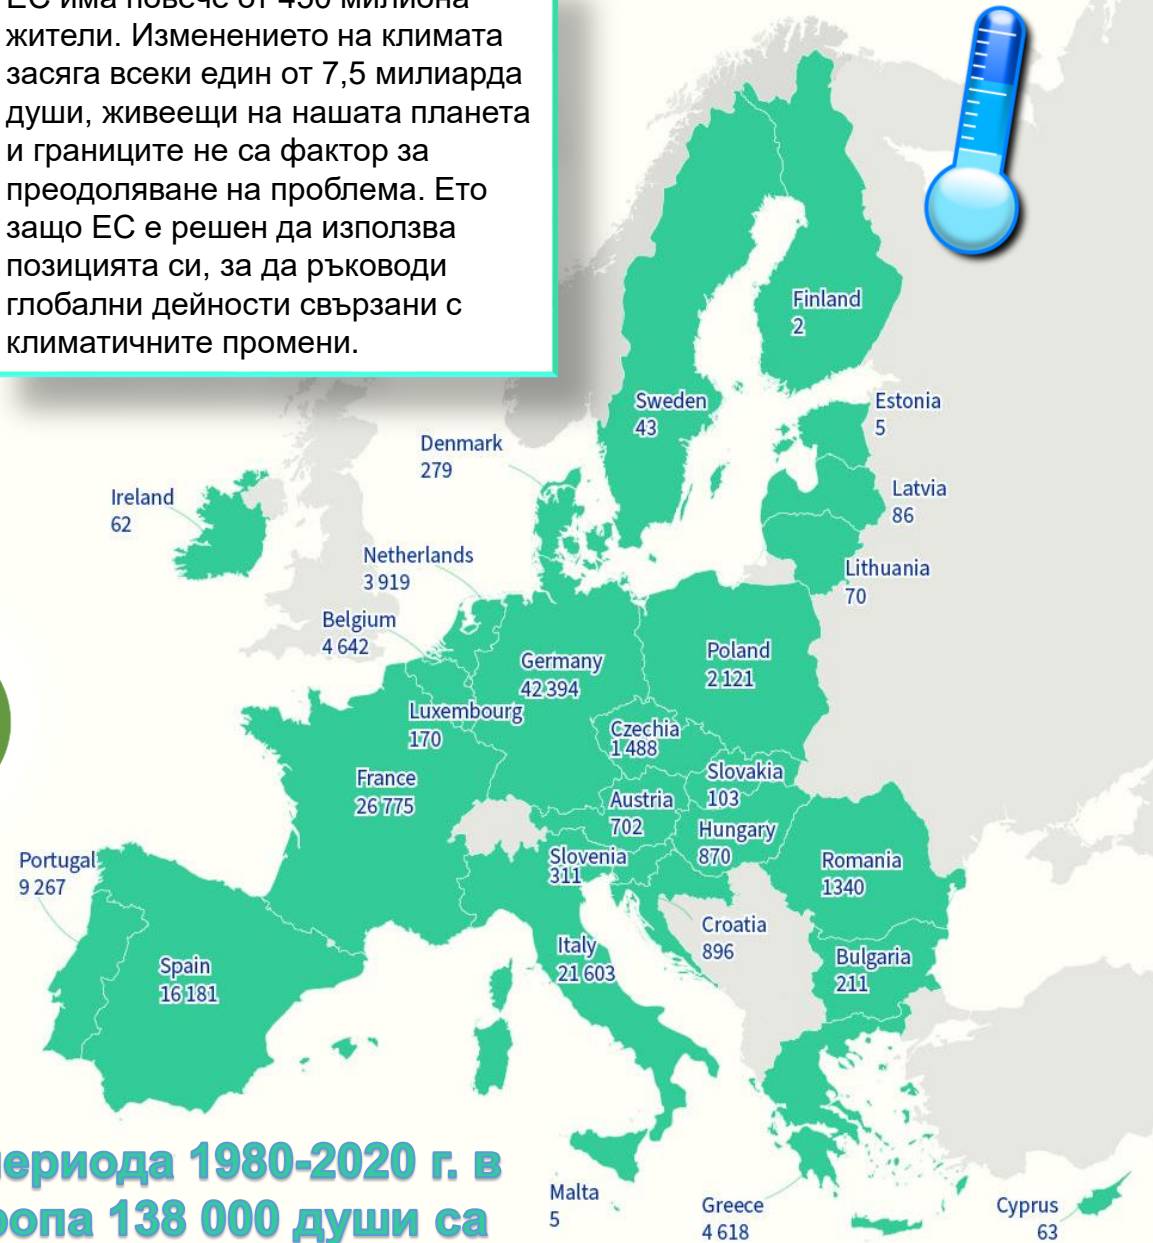 ЕС има повече от 450 милиона
жители. Изменението на климата
засяга всеки един от 7,5 милиарда
души, живеещи на нашата планета
и границите не са фактор за
преодоляване на проблема. Ето
защо ЕС е решен да използва
позицията си, за да ръководи
глобални дейности свързани с
климатичните промени.
Finland
2
Sweden
43
Estonia
5
Denmark
279
Latvia
86
Ireland
62
Netherlands
3 919
Lithuania
70
Belgium
4 642
Germany
42 394
Poland
2 121
Luxembourg
170
Czechia
1 488
France
26 775
Slovakia
103
Austria
702
Hungary
870
Slovenia
311
Portugal
9 267
Romania
1340
Croatia
896
Italy
21 603
Bulgaria
211
Spain
16 181
периода 1980-2020 г. в
138 000 души са
Malta
5
Greece
4 618
Cyprus
63